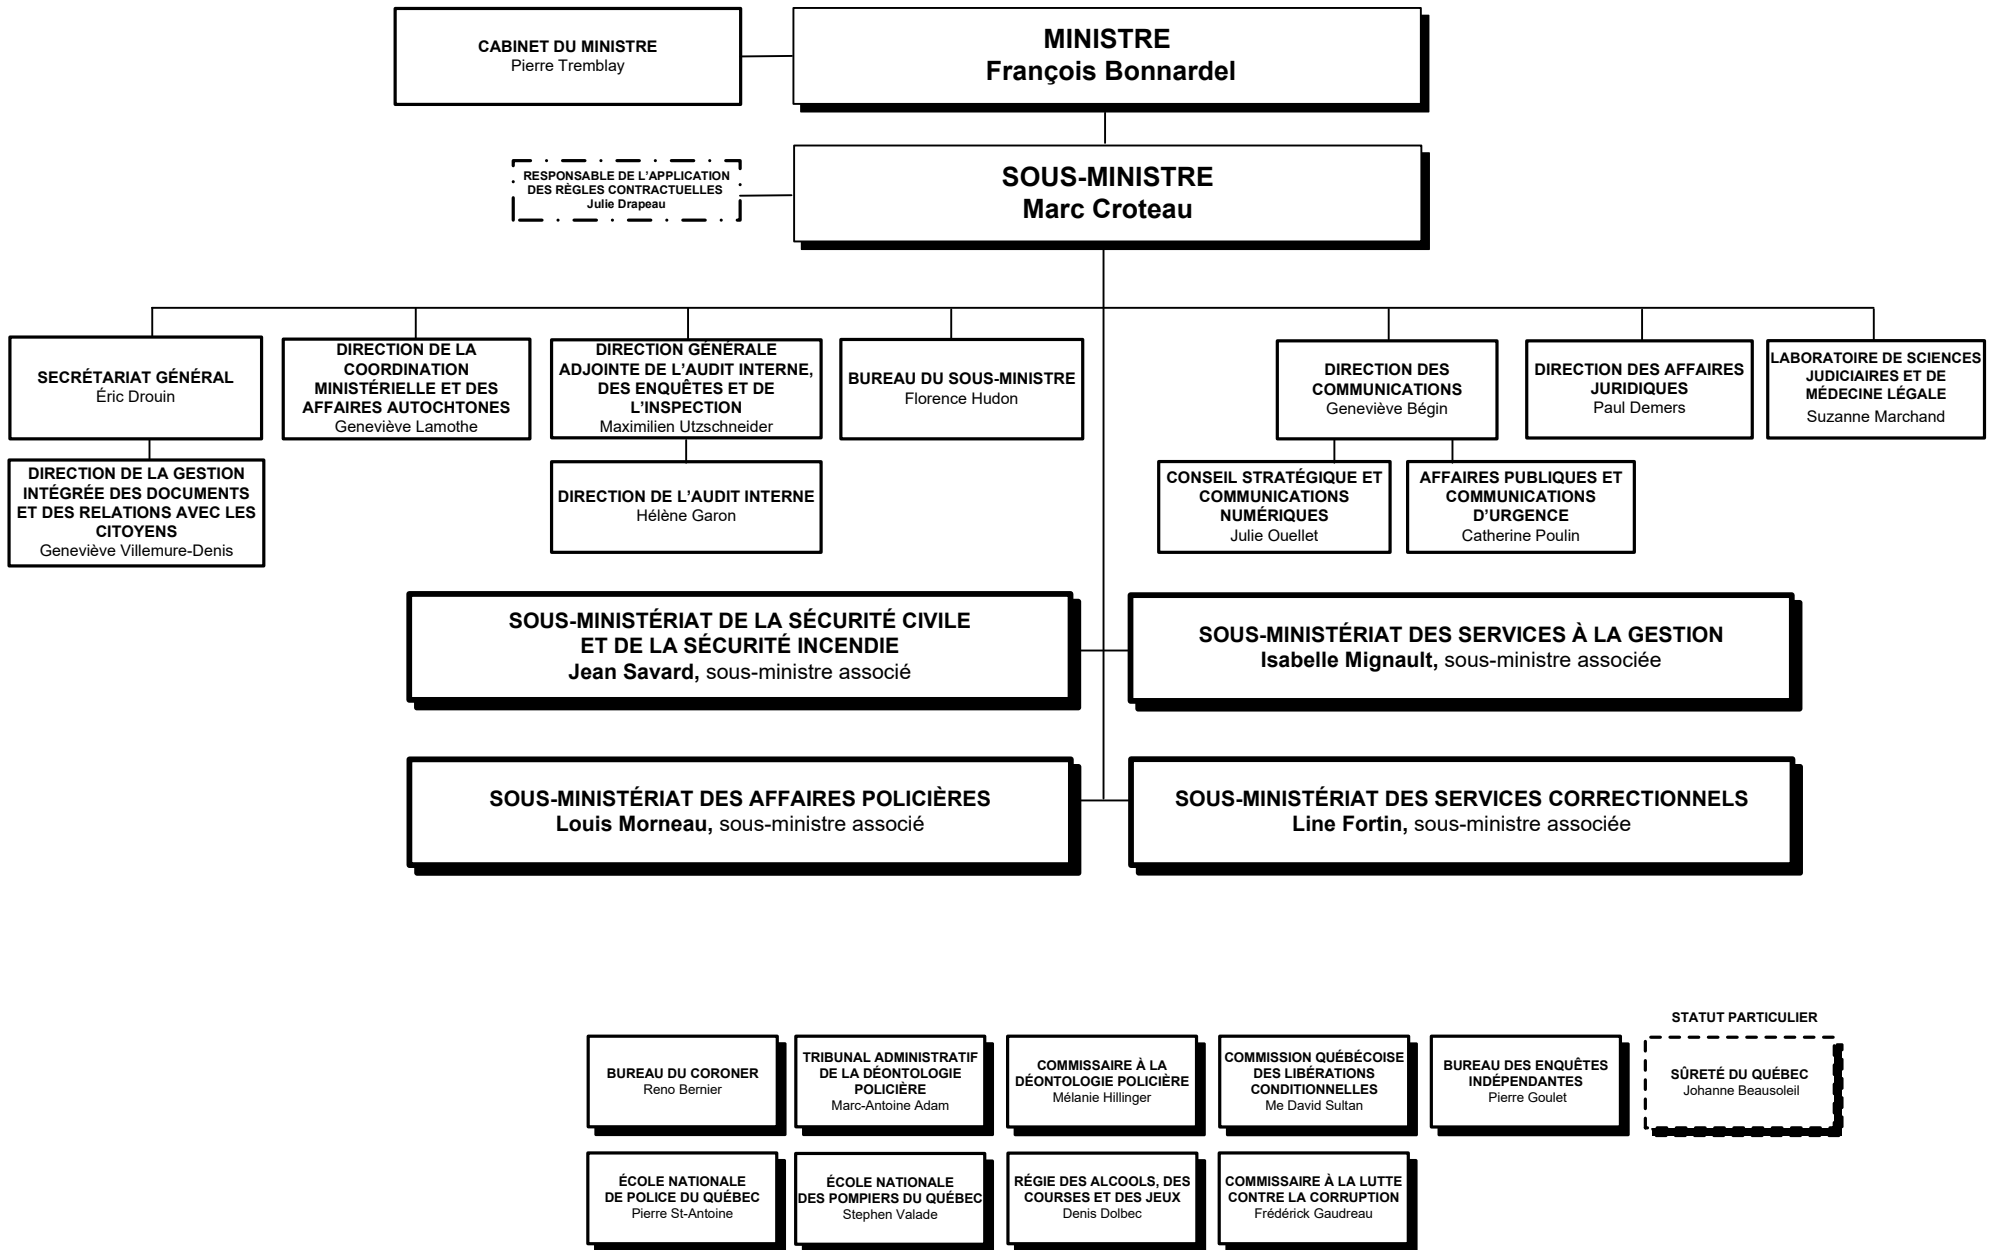 CABINET DU MINISTRE
Pierre Tremblay
MINISTRE
François Bonnardel
RESPONSABLE DE L'APPLICATION
DES RÈGLES CONTRACTUELLES
Julie Drapeau
SOUS-MINISTRE
Marc Croteau
SECRÉTARIAT GÉNÉRAL
Éric Drouin
DIRECTION DE LA
COORDINATION
MINISTÉRIELLE ET DES
AFFAIRES AUTOCHTONES
Geneviève Lamothe
DIRECTION GÉNÉRALE
ADJOINTE DE L'AUDIT INTERNE,
DES ENQUÊTES ET DE
L'INSPECTION
Maximilien Utzschneider
BUREAU DU SOUS-MINISTRE
Florence Hudon
DIRECTION DES
COMMUNICATIONS
Geneviève Bégin
DIRECTION DES AFFAIRES
JURIDIQUES
Paul Demers
LABORATOIRE DE SCIENCES
JUDICIAIRES ET DE
MÉDECINE LÉGALE
Suzanne Marchand
DIRECTION DE LA GESTION
INTÉGRÉE DES DOCUMENTS
ET DES RELATIONS AVEC LES
CITOYENS
Geneviève Villemure-Denis
DIRECTION DE L'AUDIT INTERNE
Hélène Garon
CONSEIL STRATÉGIQUE ET
COMMUNICATIONS
NUMÉRIQUES
Julie Ouellet
AFFAIRES PUBLIQUES ET
COMMUNICATIONS
D'URGENCE
Catherine Poulin
SOUS-MINISTÉRIAT DE LA SÉCURITÉ CIVILE
ET DE LA SÉCURITÉ INCENDIE
Jean Savard, sous-ministre associé
SOUS-MINISTÉRIAT DES SERVICES À LA GESTION
Isabelle Mignault, sous-ministre associée
SOUS-MINISTÉRIAT DES AFFAIRES POLICIÈRES
Louis Morneau, sous-ministre associé
SOUS-MINISTÉRIAT DES SERVICES CORRECTIONNELS
Line Fortin, sous-ministre associée
BUREAU DU CORONER
Reno Bernier
TRIBUNAL ADMINISTRATIF
DE LA DÉONTOLOGIE
POLICIÈRE
Marc-Antoine Adam
COMMISSAIRE À LA
DÉONTOLOGIE POLICIÈRE
Mélanie Hillinger
COMMISSION QUÉBÉCOISE
DES LIBÉRATIONS
CONDITIONNELLES
Me David Sultan
BUREAU DES ENQUÊTES
INDÉPENDANTES
Pierre Goulet
STATUT PARTICULIER
SÛRETÉ DU QUÉBEC
Johanne Beausoleil
ÉCOLE NATIONALE
DE POLICE DU QUÉBEC
Pierre St-Antoine
ÉCOLE NATIONALE
DES POMPIERS DU QUÉBEC
Stephen Valade
RÉGIE DES ALCOOLS, DES
COURSES ET DES JEUX
Denis Dolbec
COMMISSAIRE À LA LUTTE
CONTRE LA CORRUPTION
Frédérick Gaudreau